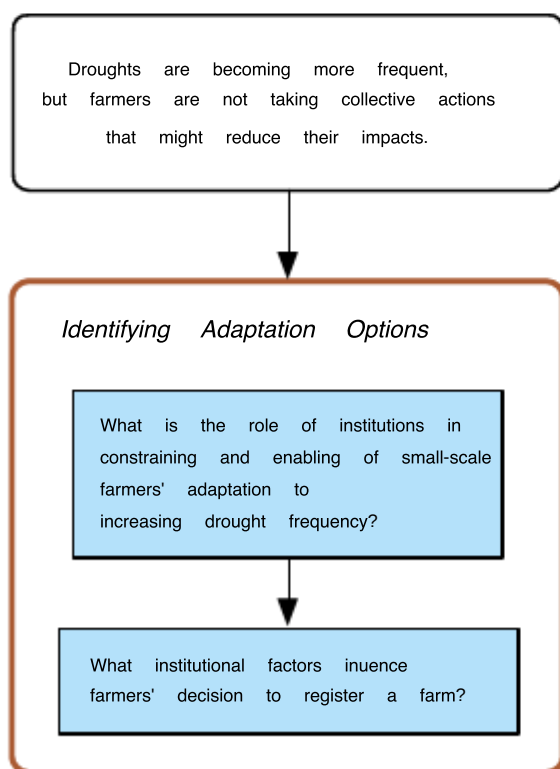 Droughts are becoming more frequent,
but farmers are not taking collective actions
that might reduce their impacts.
Identifying Adaptation Options
What is the role of institutions in
constraining and enabling of small-scale
farmers' adaptation to
increasing drought frequency?
What institutional factors inuence
farmers' decision to register a farm?